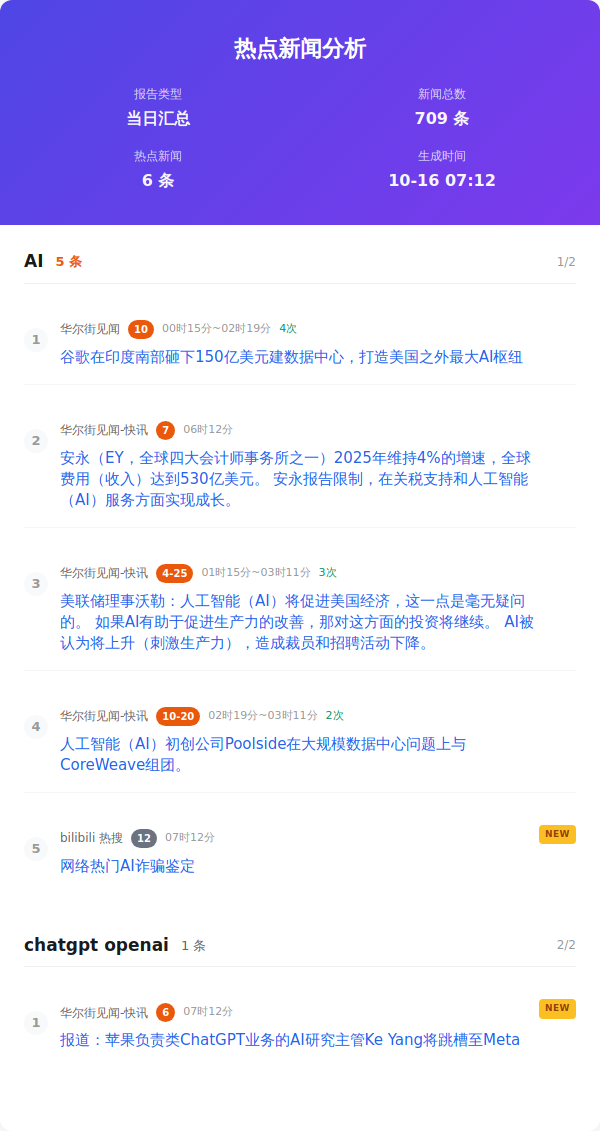 热点新闻分析
报告类型
新闻总数
当日汇总
709 条
热点新闻
生成时间
6 条
10-16 07:12
AI 5 条 1/2
1
华尔街见闻 10 00时15分~02时19分 4次
谷歌在印度南部砸下150亿美元建数据中心，打造美国之外最大AI枢纽
2
华尔街见闻-快讯 7 06时12分
安永（EY，全球四大会计师事务所之一）2025年维持4%的增速，全球
费用（收入）达到530亿美元。 安永报告限制，在关税支持和人工智能
（AI）服务方面实现成长。
3
华尔街见闻-快讯 4-25 01时15分~03时11分 3次
美联储理事沃勒：人工智能（AI）将促进美国经济，这一点是毫无疑问
的。 如果AI有助于促进生产力的改善，那对这方面的投资将继续。 AI被
认为将上升（刺激生产力），造成裁员和招聘活动下降。
4
华尔街见闻-快讯 10-20 02时19分~03时11分 2次
人工智能（AI）初创公司Poolside在大规模数据中心问题上与
CoreWeave组团。
5
bilibili 热搜 12 07时12分 NEW
网络热门AI诈骗鉴定
chatgpt openai 1 条 2/2
1
华尔街见闻-快讯 6 07时12分 NEW
报道：苹果负责类ChatGPT业务的AI研究主管Ke Yang将跳槽至Meta